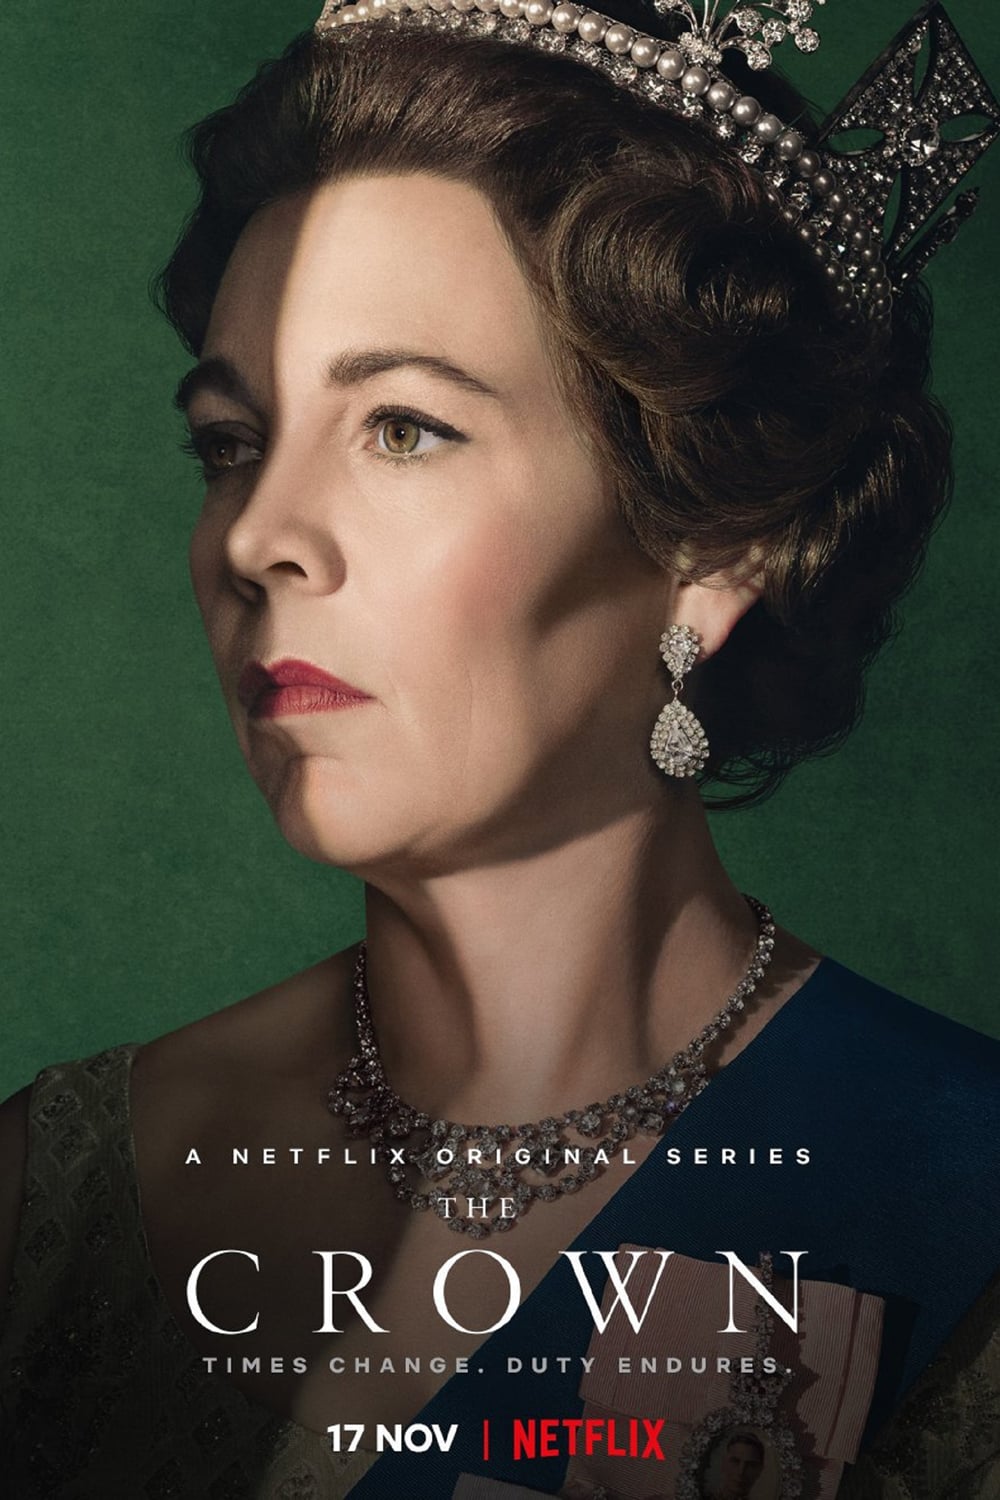 A NETFLIX ORIGINAL SERIES
THE
CROWN
TIMES CHANGE. DUTY ENDURES.
17 NOV | NETFLIX